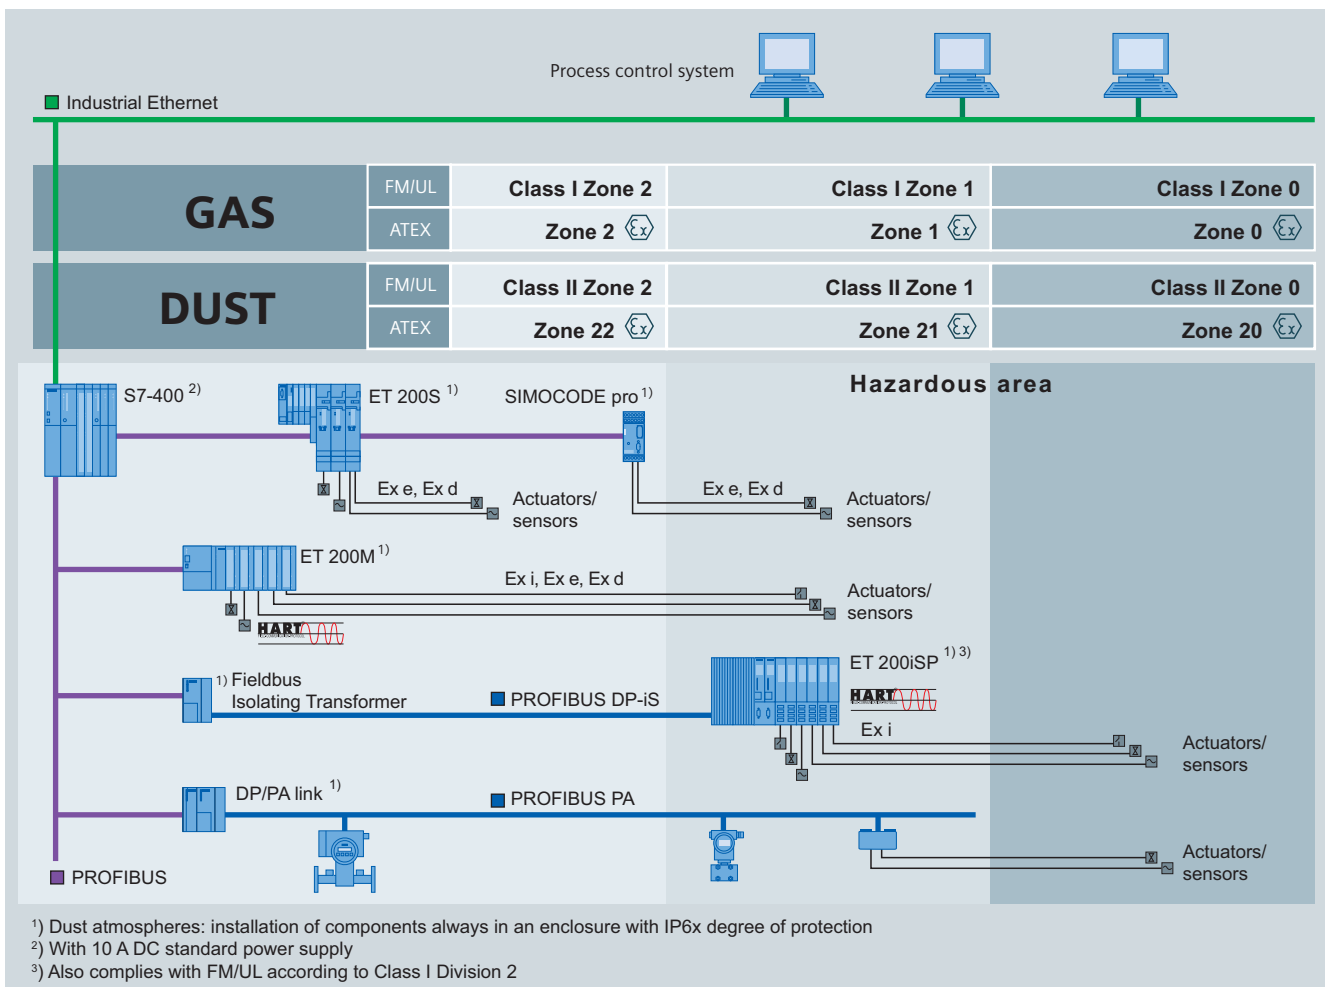 Process control system
Industrial Ethernet
GAS
FM/UL
Class I Zone 2
Class I Zone 1
Class I Zone 0
ATEX
Zone 2 Ex
Zone 1 Ex
Zone 0 Ex
DUST
FM/UL
Class II Zone 2
Class II Zone 1
Class II Zone 0
ATEX
Zone 22 Ex
Zone 21 Ex
Zone 20 Ex
Hazardous area
S7-400 2)
ET 200S 1)
SIMOCODE pro 1)
Ex e, Ex d
Actuators/
sensors
Ex e, Ex d
Actuators/
sensors
ET 200M 1)
Ex i, Ex e, Ex d
Actuators/
sensors
HART
ET 200iSP 1) 3)
HART
1) Fieldbus
Isolating Transformer
PROFIBUS DP-iS
Ex i
Actuators/
sensors
DP/PA link 1)
PROFIBUS PA
Actuators/
sensors
PROFIBUS
1) Dust atmospheres: installation of components always in an enclosure with IP6x degree of protection
2) With 10 A DC standard power supply
3) Also complies with FM/UL according to Class I Division 2